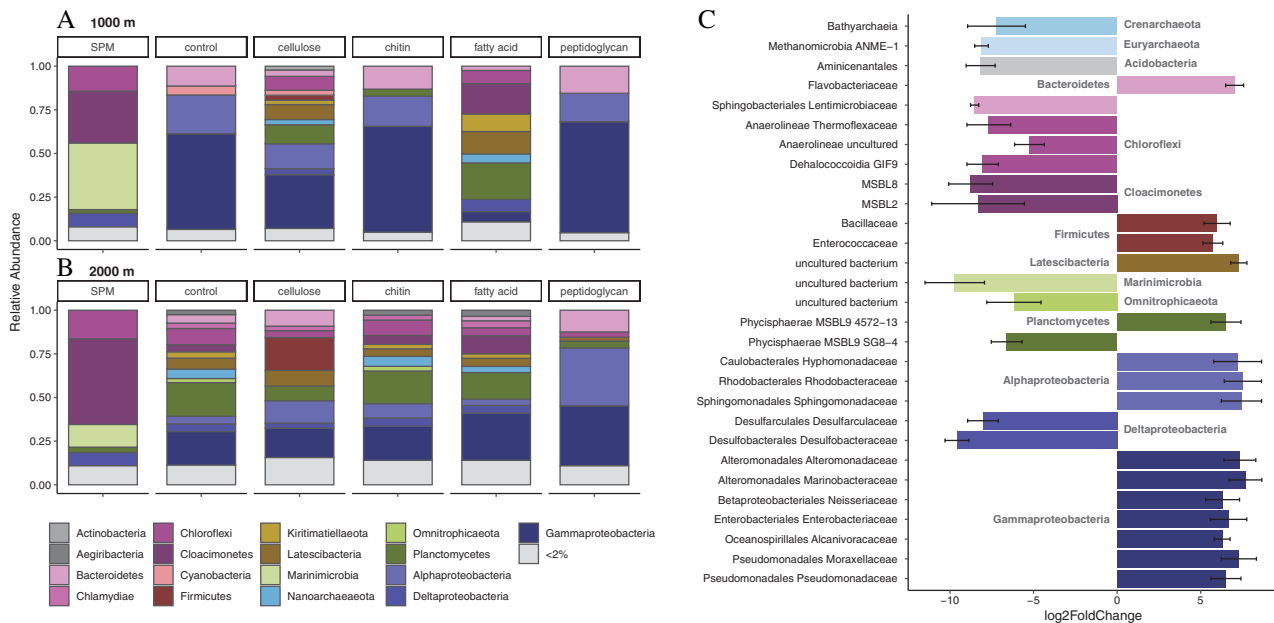 A
1000 m
SPM control cellulose chitin fatty acid peptidoglycan
1.00
0.75
0.50
0.25
0.00
B
2000 m
SPM control cellulose chitin fatty acid peptidoglycan
1.00
0.75
0.50
0.25
0.00
Relative Abundance
Actinobacteria Chloroflexi Kiritimatiellaeota Omnitrophicaeota Gammaproteobacteria
Aegiribacteria Cloacimonetes Latescibacteria Planctomycetes <2%
Bacteroidetes Cyanobacteria Marinimicrobia Alphaproteobacteria
Chlamydiae Firmicutes Nanoarchaeaeota Deltaproteobacteria
C
Bathyarchaeia Crenarchaeota
Methanomicrobia ANME−1 Euryarchaeota
Aminicenantales Acidobacteria
Flavobacteriaceae Bacteroidetes
Sphingobacteriales Lentimicrobiaceae
Anaerolineae Thermoflexaceae
Anaerolineae uncultured Chloroflexi
Dehalococcoidia GIF9
MSBL8
Cloacimonetes
MSBL2
Bacillaceae
Firmicutes
Enterococcaceae
uncultured bacterium Latescibacteria
uncultured bacterium Marinimicrobia
uncultured bacterium Omnitrophicaeota
Phycisphaerae MSBL9 4572−13 Planctomycetes
Phycisphaerae MSBL9 SG8−4
Caulobacterales Hyphomonadaceae
Rhodobacterales Rhodobacteraceae Alphaproteobacteria
Sphingomonadales Sphingomonadaceae
Desulfarculales Desulfarculaceae
Deltaproteobacteria
Desulfobacterales Desulfobacteraceae
Alteromonadales Alteromonadaceae
Alteromonadales Marinobacteraceae
Betaproteobacteriales Neisseriaceae
Enterobacteriales Enterobacteriaceae Gammaproteobacteria
Oceanospirillales Alcanivoracaceae
Pseudomonadales Moraxellaceae
Pseudomonadales Pseudomonadaceae
−10 −5 0 5
log2FoldChange